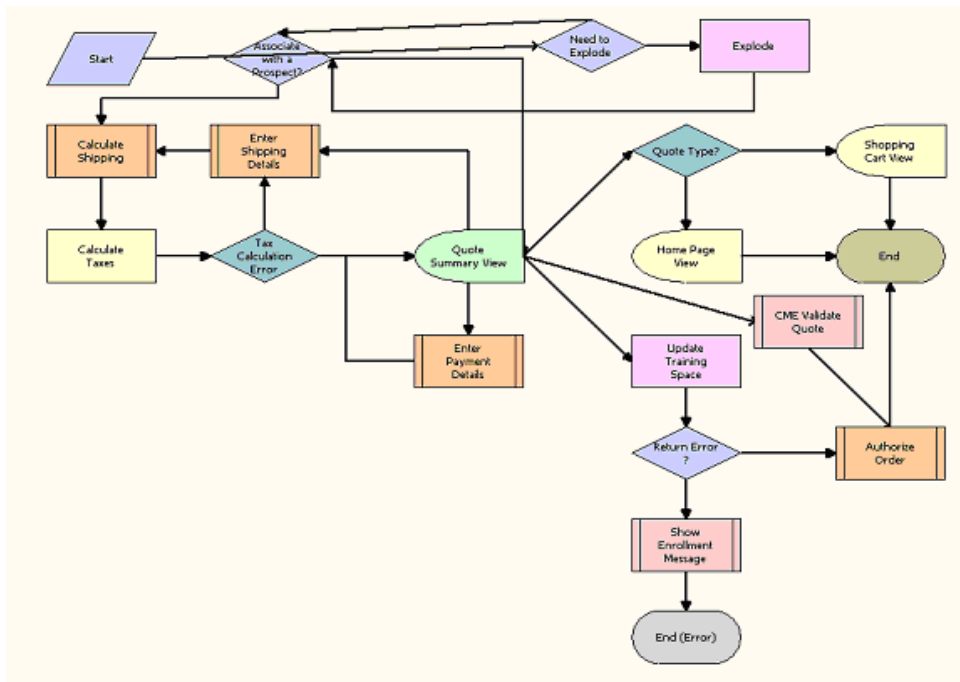 Start
Associate
with a
Prospect?
Need to
Explode
Explode
Calculate
Shipping
Enter
Shipping
Details
Quote Type?
Shopping
Cart View
Calculate
Taxes
Tax
Calculation
Error
Quote
Summary View
Home Page
View
End
CME Validate
Quote
Enter
Payment
Details
Update
Training
Space
Return Error
?
Authorize
Order
Show
Enrollment
Message
End (Error)